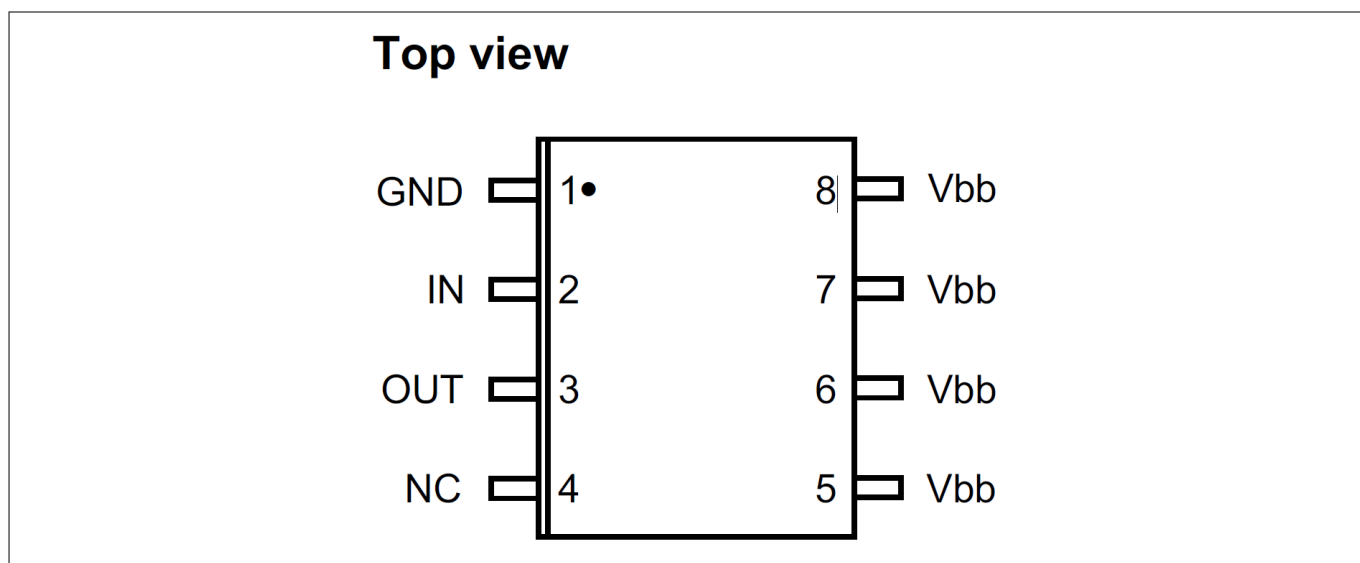 Top view
GND 1 8 Vbb
IN 2 7 Vbb
OUT 3 6 Vbb
NC 4 5 Vbb